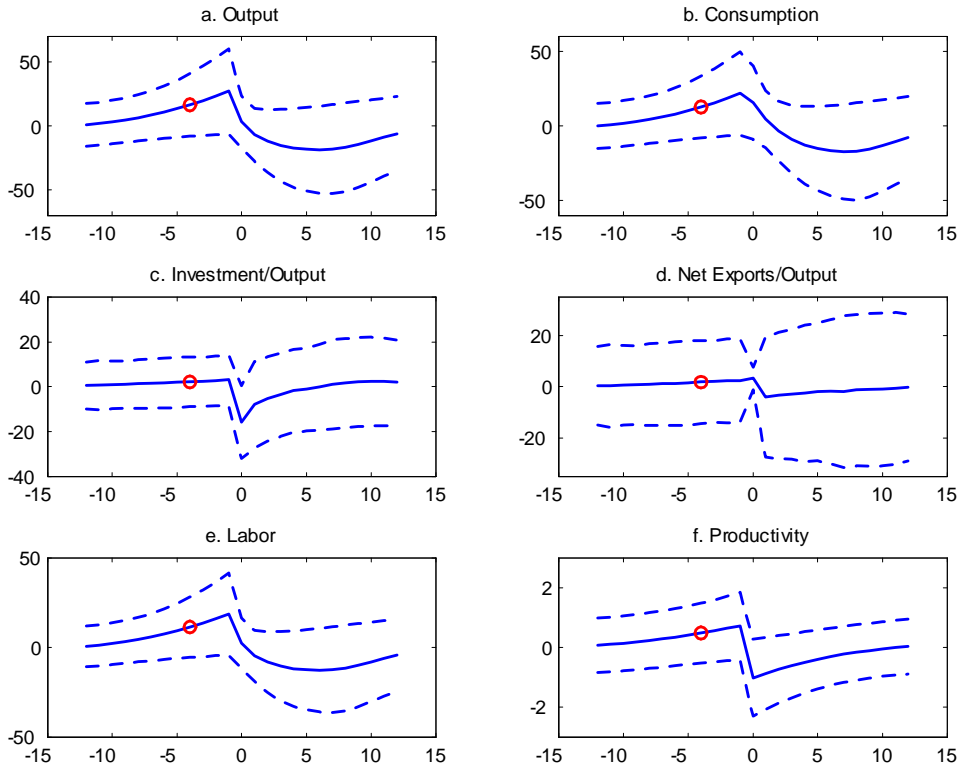 a. Output
50
0
-50
-15 -10 -5 0 5 10 15
b. Consumption
50
0
-50
-15 -10 -5 0 5 10 15
c. Investment/Output
40
20
0
-20
-40
-15 -10 -5 0 5 10 15
d. Net Exports/Output
20
0
-20
-15 -10 -5 0 5 10 15
e. Labor
50
0
-50
-15 -10 -5 0 5 10 15
f. Productivity
2
0
-2
-15 -10 -5 0 5 10 15